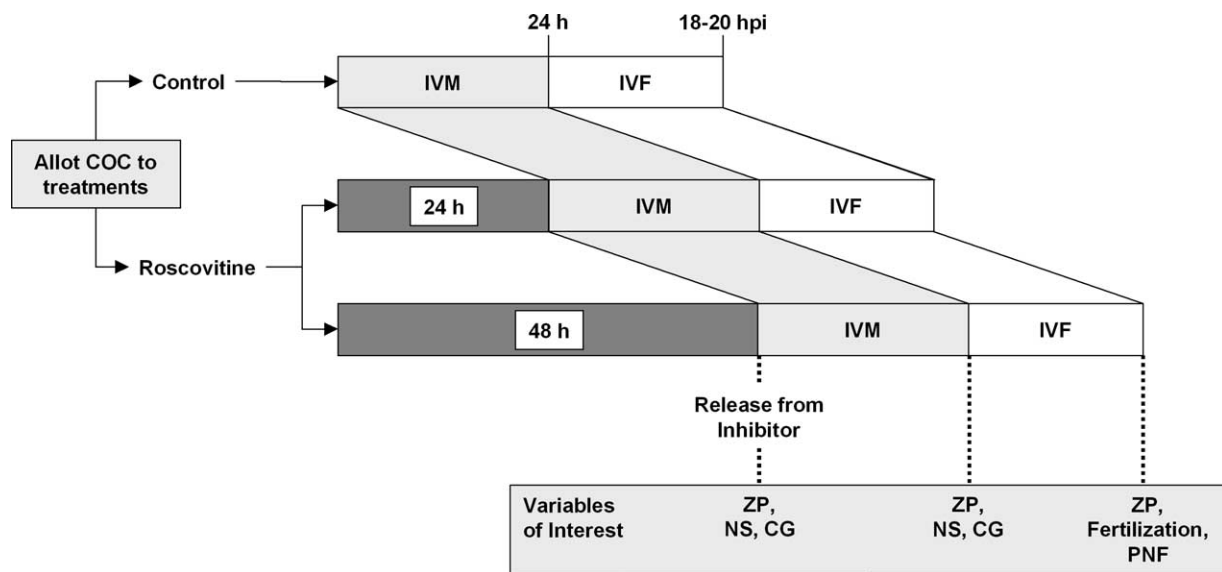 24 h
18-20 hpi
Control
IVM
IVF
Allot COC to
treatments
24 h
IVM
IVF
Roscovitine
48 h
IVM
IVF
Release from
Inhibitor
Variables
of Interest
ZP,
NS, CG
ZP,
NS, CG
ZP,
Fertilization,
PNF